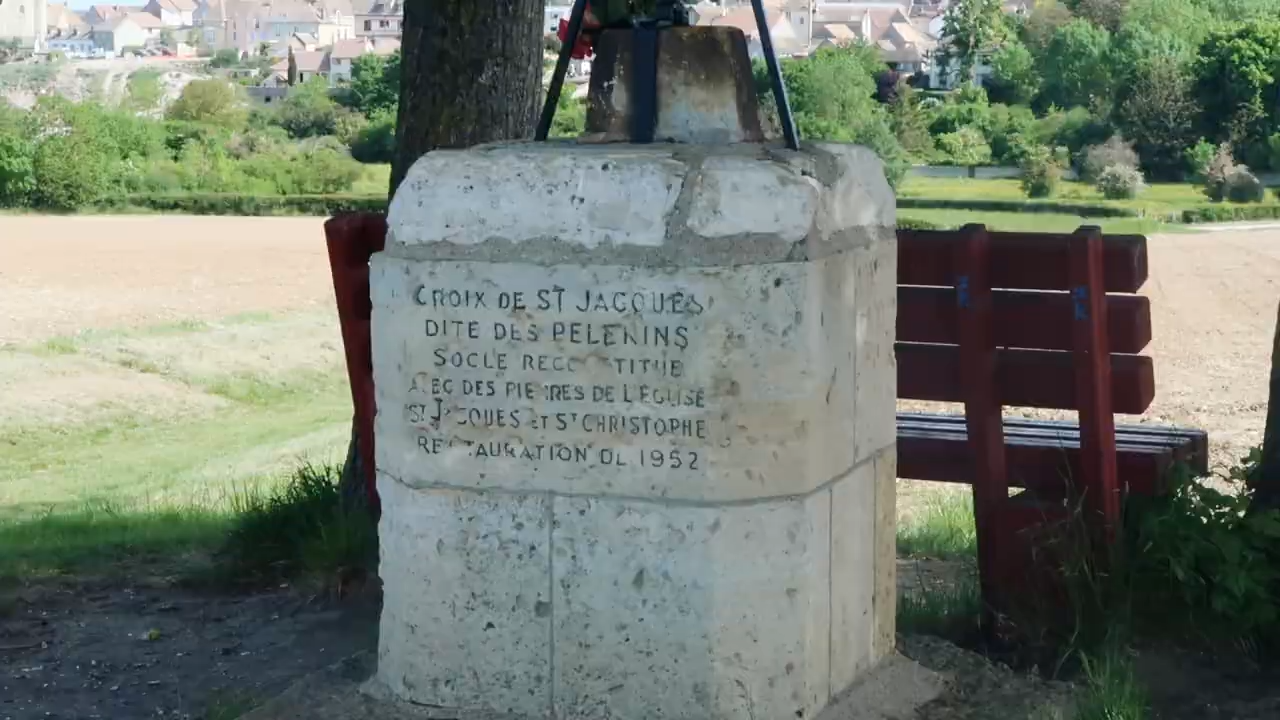 CROIX DE ST JACQUES
DITE DES PELERINS
SOCLE RECONSTITUE
AVEC DES PIERRES DE L'EGLISE
ST JACQUES ET ST CHRISTOPHE
RESTAURATION DE 1952